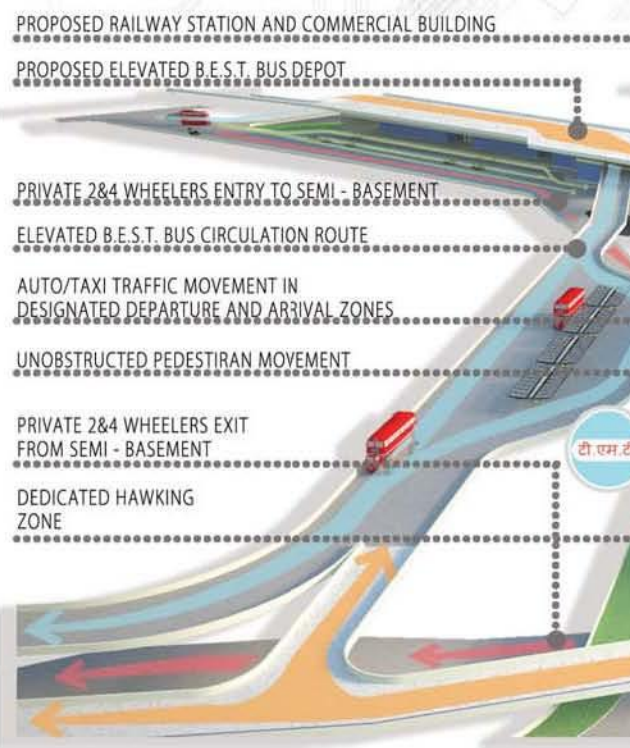 PROPOSED RAILWAY STATION AND COMMERCIAL BUILDING
PROPOSED ELEVATED B.E.S.T. BUS DEPOT
PRIVATE 2&4 WHEELERS ENTRY TO SEMI - BASEMENT
ELEVATED B.E.S.T. BUS CIRCULATION ROUTE
AUTO/TAXI TRAFFIC MOVEMENT IN
DESIGNATED DEPARTURE AND ARRIVAL ZONES
UNOBSTRUCTED PEDESTIRAN MOVEMENT
PRIVATE 2&4 WHEELERS EXIT
FROM SEMI - BASEMENT
टी.एम.टी
DEDICATED HAWKING
ZONE